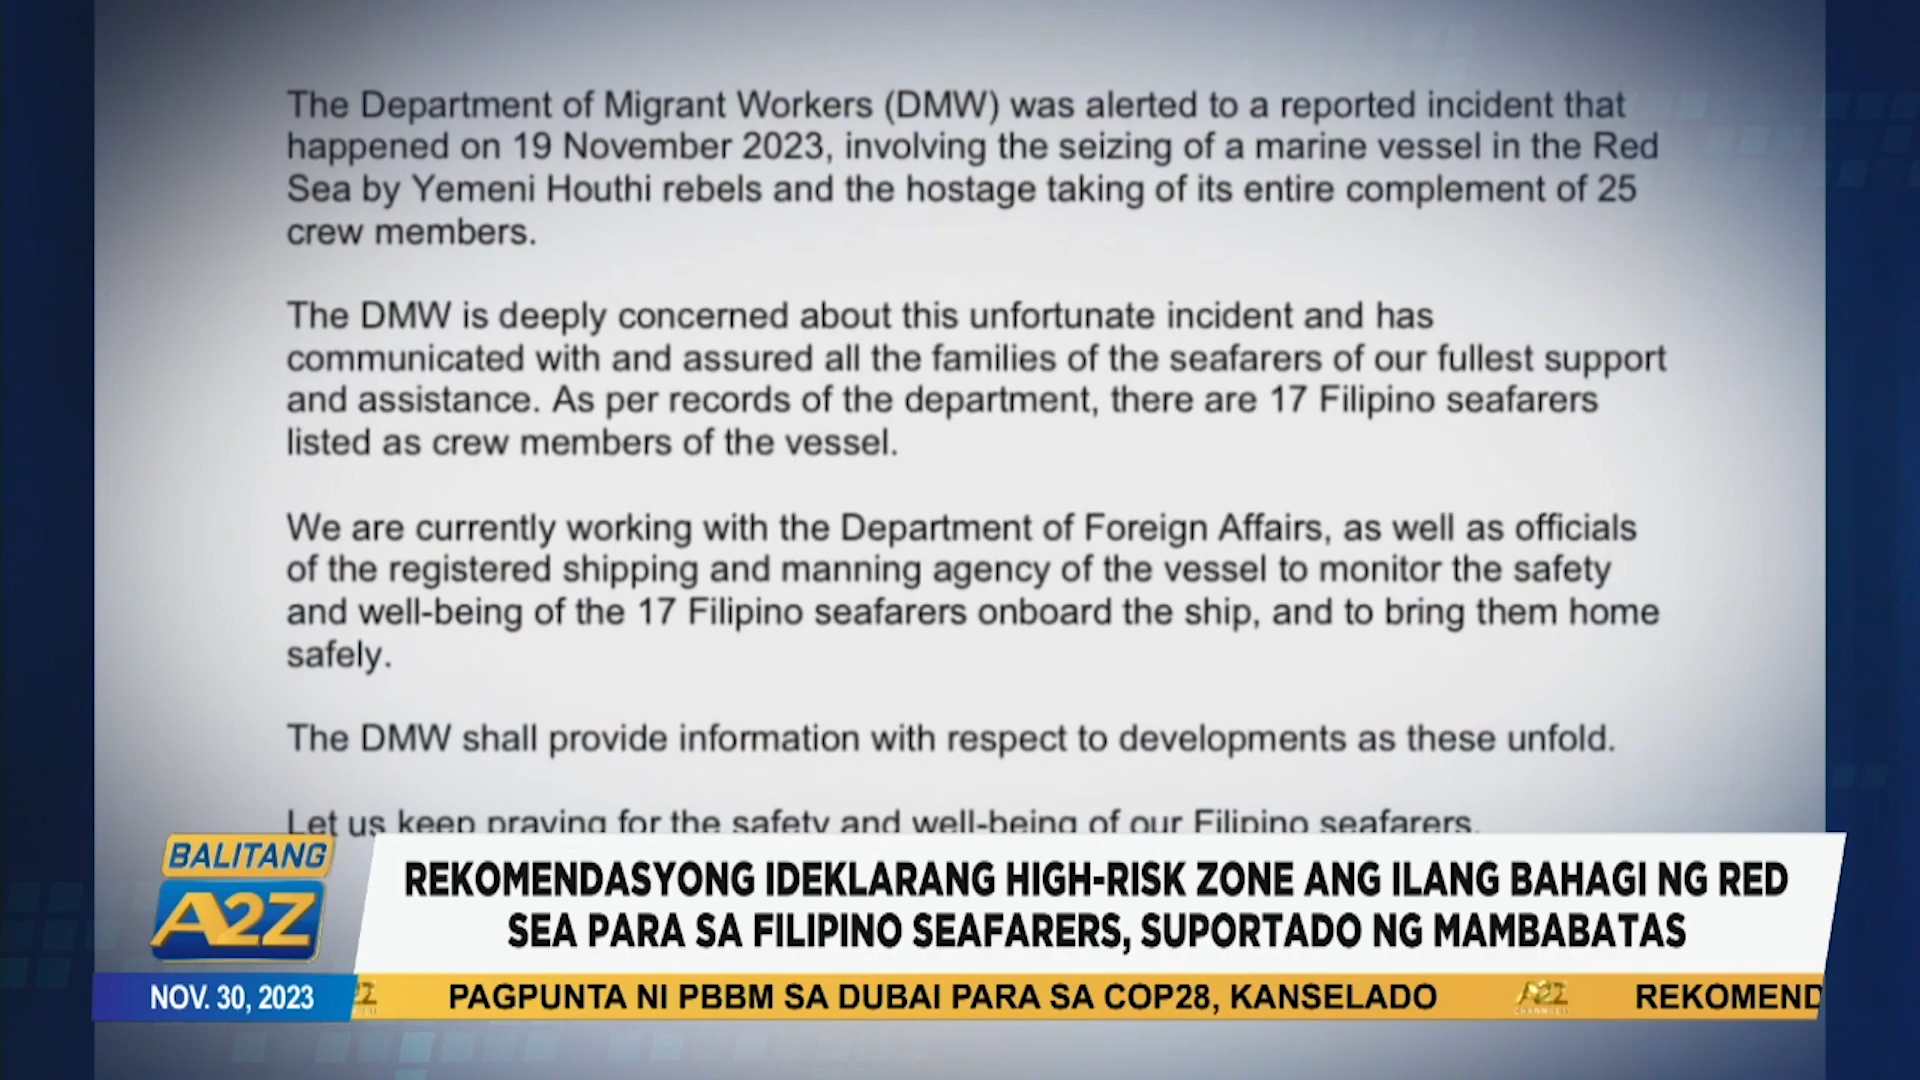 The Department of Migrant Workers (DMW) was alerted to a reported incident that
happened on 19 November 2023, involving the seizing of a marine vessel in the Red
Sea by Yemeni Houthi rebels and the hostage taking of its entire complement of 25
crew members.
The DMW is deeply concerned about this unfortunate incident and has
communicated with and assured all the families of the seafarers of our fullest support
and assistance. As per records of the department, there are 17 Filipino seafarers
listed as crew members of the vessel.
We are currently working with the Department of Foreign Affairs, as well as officials
of the registered shipping and manning agency of the vessel to monitor the safety
and well-being of the 17 Filipino seafarers onboard the ship, and to bring them home
safely.
The DMW shall provide information with respect to developments as these unfold.
Let us keep praying for the safety and well-being of our Filipino seafarers.
BALITANG
A2Z
REKOMENDASYONG IDEKLARANG HIGH-RISK ZONE ANG ILANG BAHAGI NG RED
SEA PARA SA FILIPINO SEAFARERS, SUPORTADO NG MAMBABATAS
NOV. 30, 2023
PAGPUNTA NI PBBM SA DUBAI PARA SA COP28, KANSELADO
A2Z
CHANNEL 11
REKOMEND